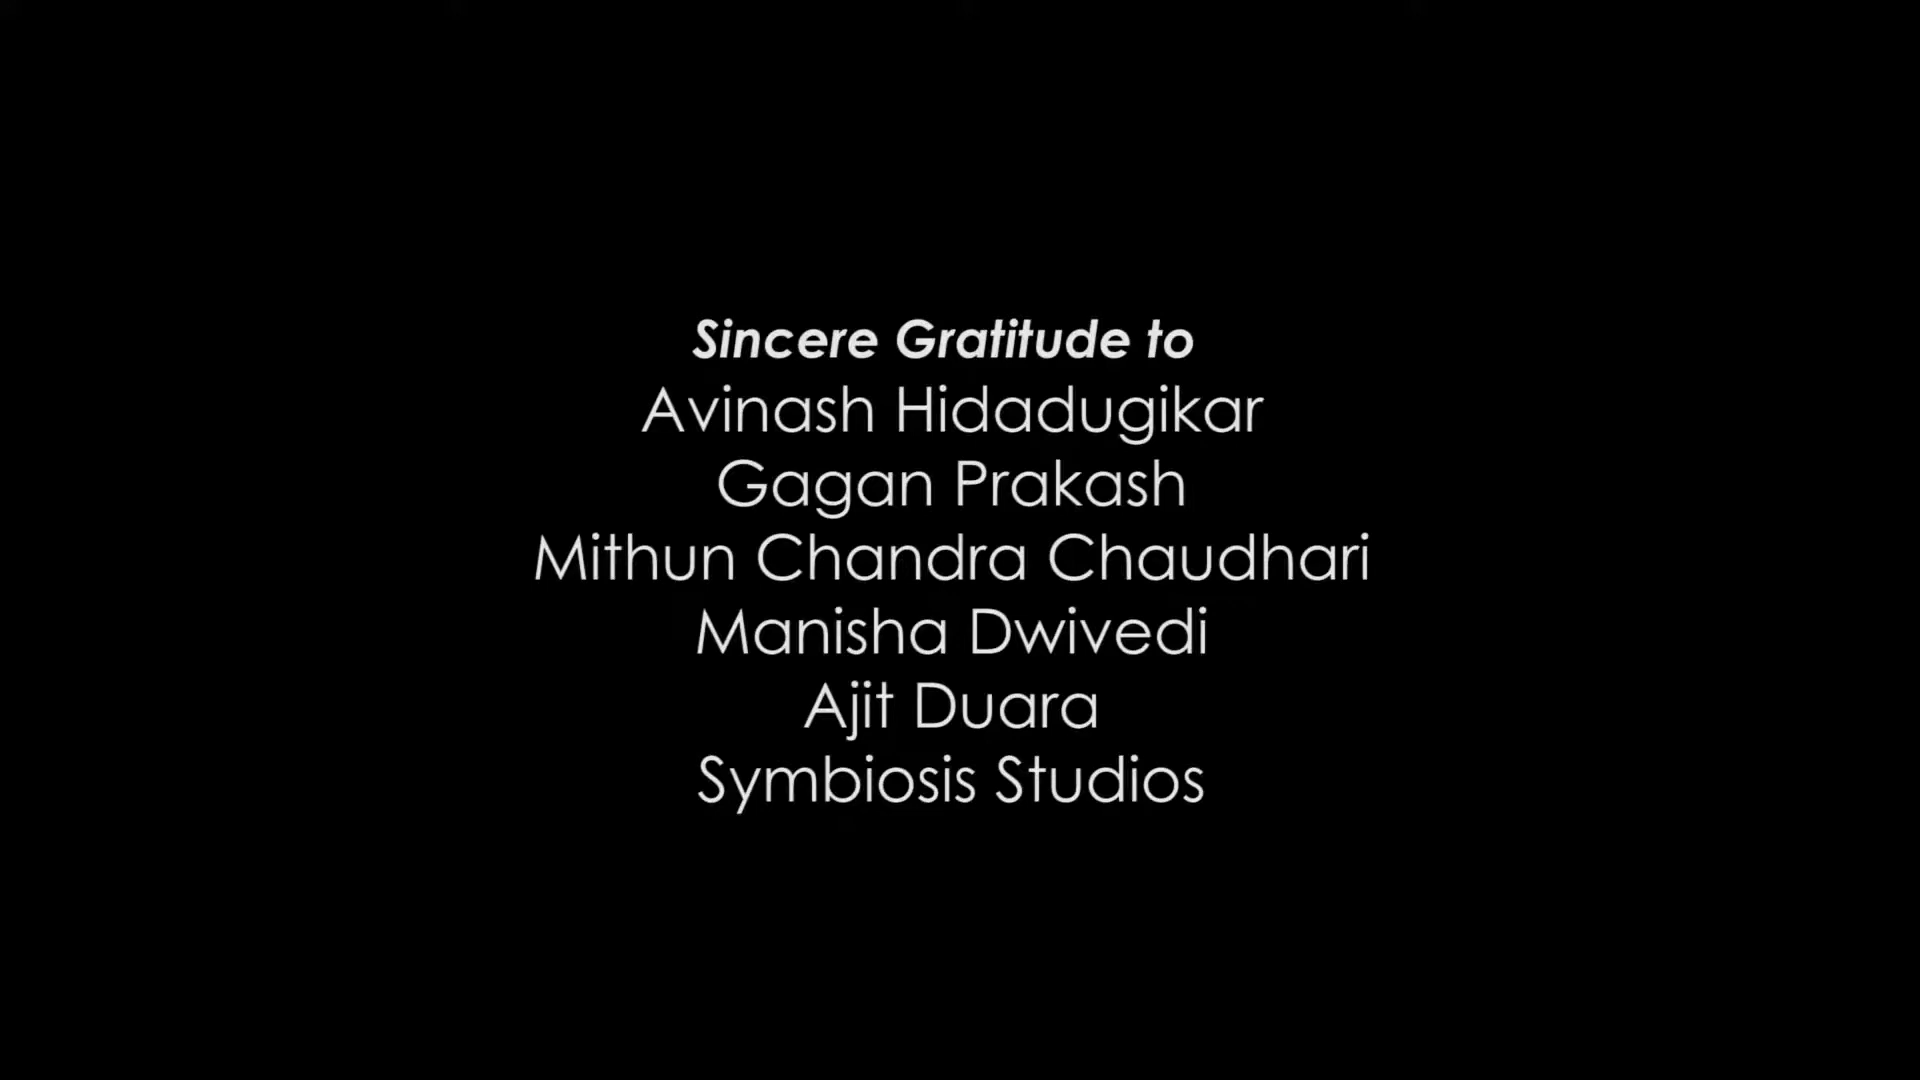 Sincere Gratitude to
Avinash Hidadugikar
Gagan Prakash
Mithun Chandra Chaudhari
Manisha Dwivedi
Ajit Duara
Symbiosis Studios